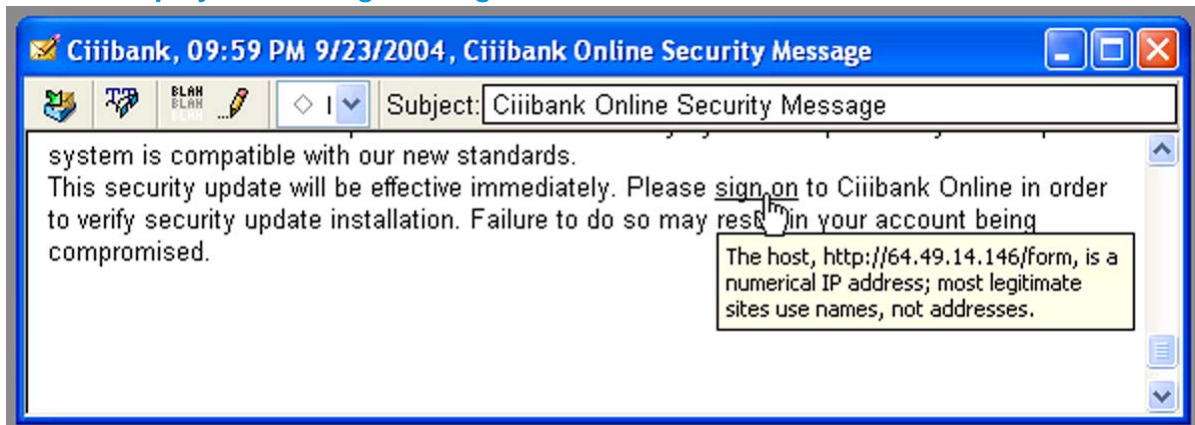 Ciiibank, 09:59 PM 9/23/2004, Ciiibank Online Security Message
BLAH
BLAH
Subject: Ciiibank Online Security Message
system is compatible with our new standards.
This security update will be effective immediately. Please sign on to Ciiibank Online in order
to verify security update installation. Failure to do so may in your account being
compromised.
The host, http://64.49.14.146/form, is a
numerical IP address; most legitimate
sites use names, not addresses.